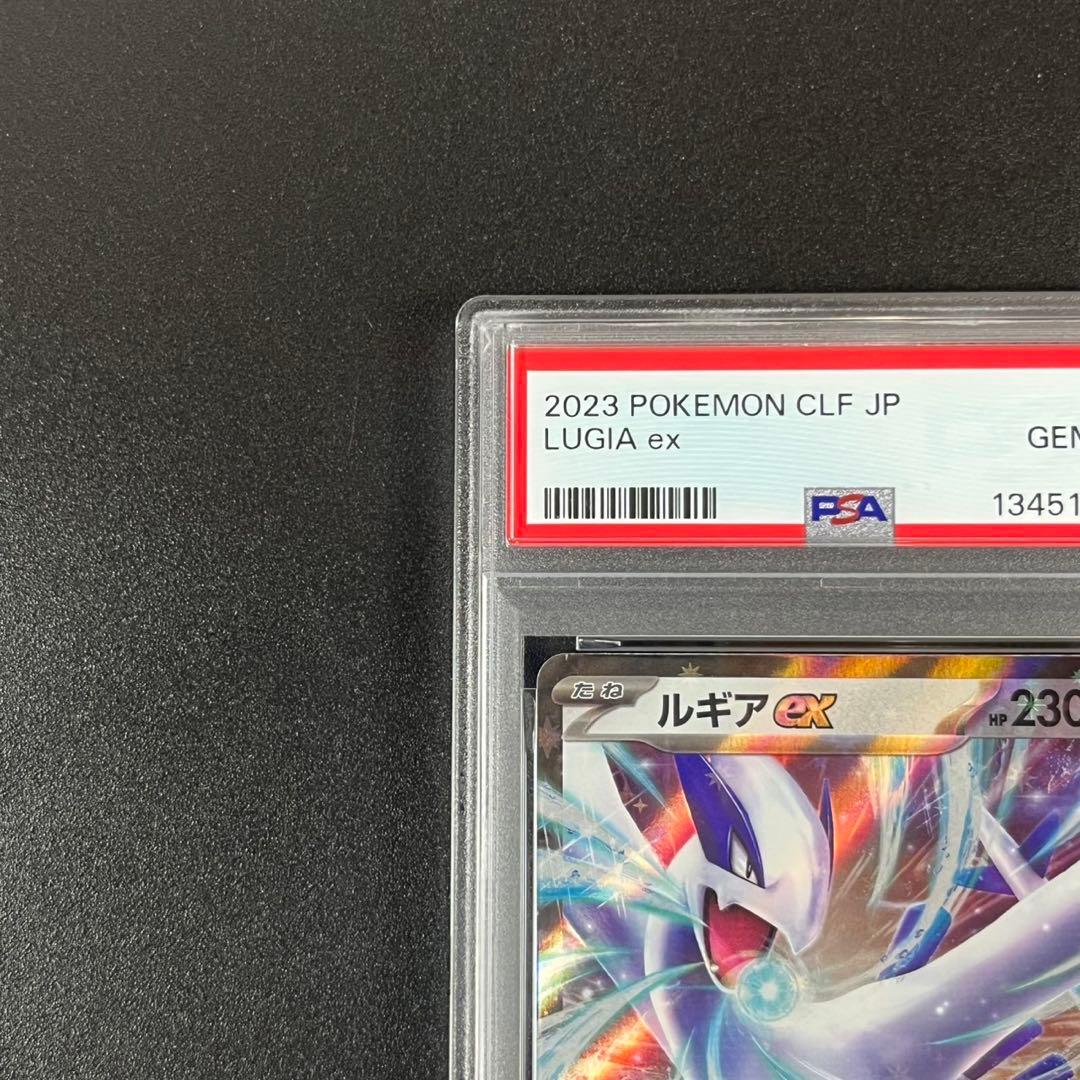 2023 POKEMON CLF JP
LUGIA ex
GEM
PSA
13451
たね
ルギアex
HP 230